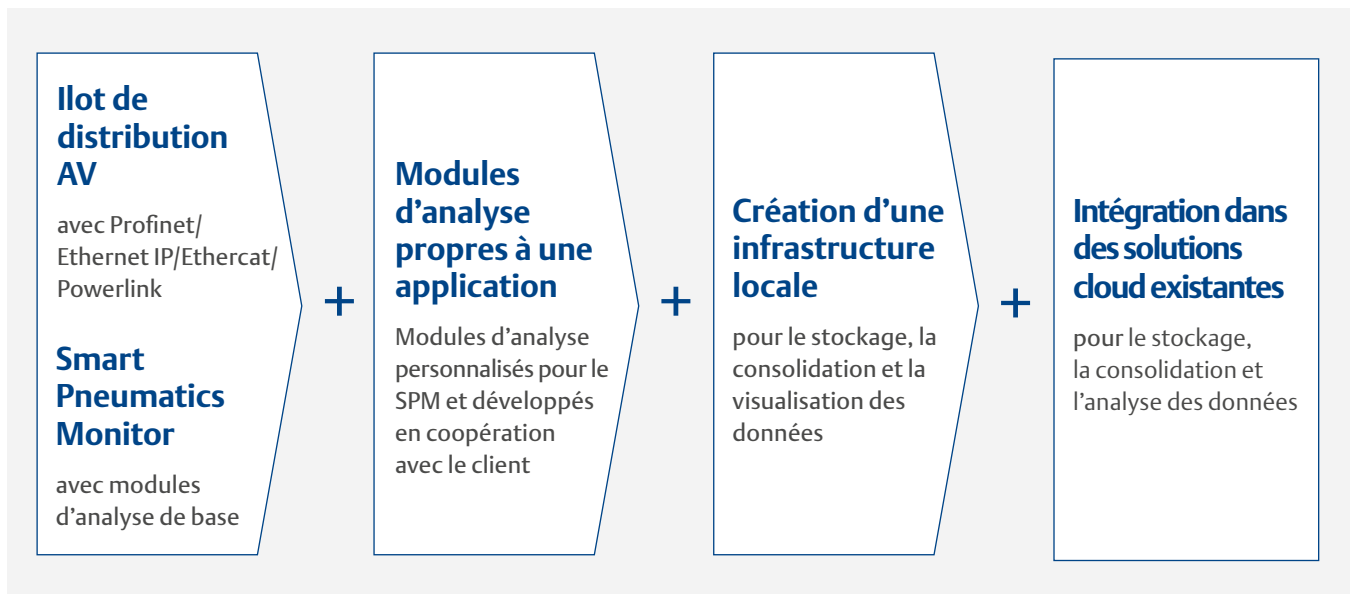 Ilot de
distribution
AV
avec Profinet/
Ethernet IP/Ethercat/
Powerlink
Smart
Pneumatics
Monitor
avec modules
d’analyse de base
+
Modules
d’analyse
propres à une
application
Modules d’analyse
personnalisés pour le
SPM et développés
en coopération
avec le client
+
Création d’une
infrastructure
locale
pour le stockage, la
consolidation et la
visualisation des
données
+
Intégration dans
des solutions
cloud existantes
pour le stockage,
la consolidation et
l’analyse des données